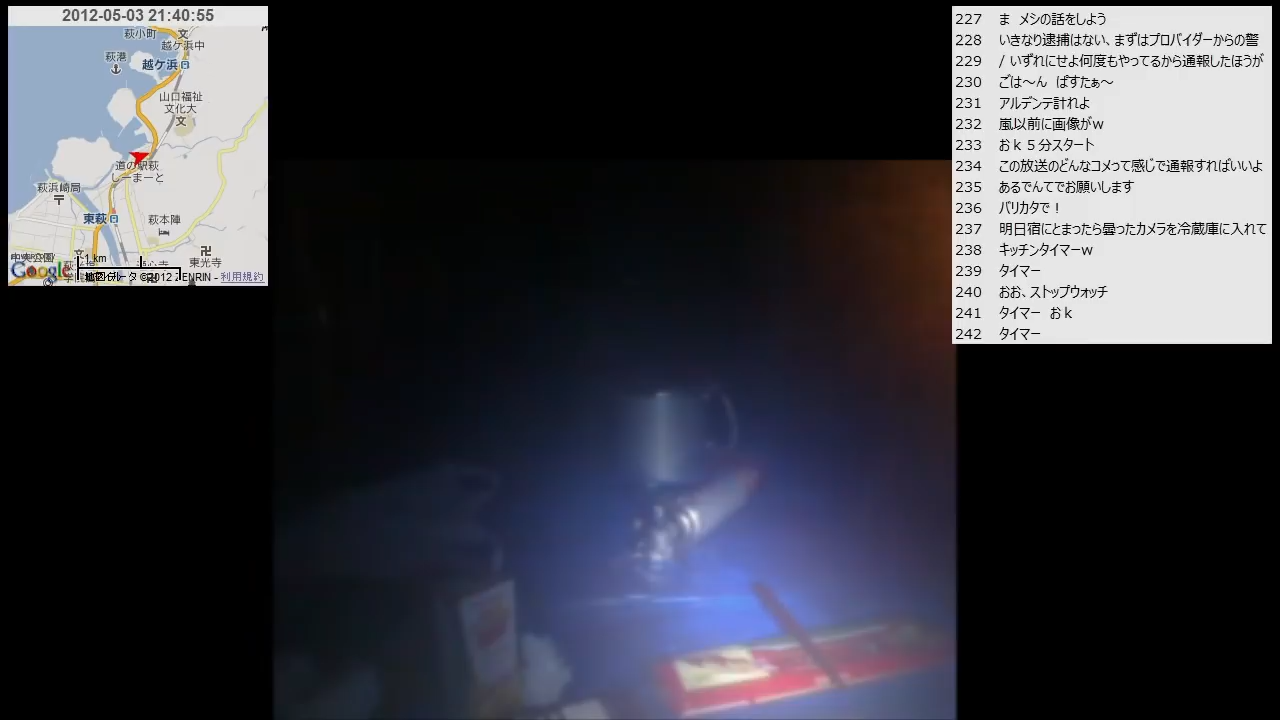 2012-05-03 21:40:55
萩小町
文
越ケ浜中
萩港
越ケ浜
山口福祉
文化大
文
道の駅萩
しーまーと
萩浜崎局
東萩
萩本陣
東光寺
1 km
Google
地図データ ©2012 ZENRIN - 利用規約
227 ま メシの話をしよう
228 いきなり逮捕はない、まずはプロバイダーからの警
229 / いずれにせよ何度もやってるから通報したほうが
230 ごは～ん ぱすたぁ～
231 アルデンテ計れよ
232 嵐以前に画像がｗ
233 おｋ５分スタート
234 この放送のどんなコメって感じで通報すればいいよ
235 あるでんてでお願いします
236 バリカタで！
237 明日宿にとまったら曇ったカメラを冷蔵庫に入れて
238 キッチンタイマーｗ
239 タイマー
240 おお、ストップウォッチ
241 タイマー おｋ
242 タイマー